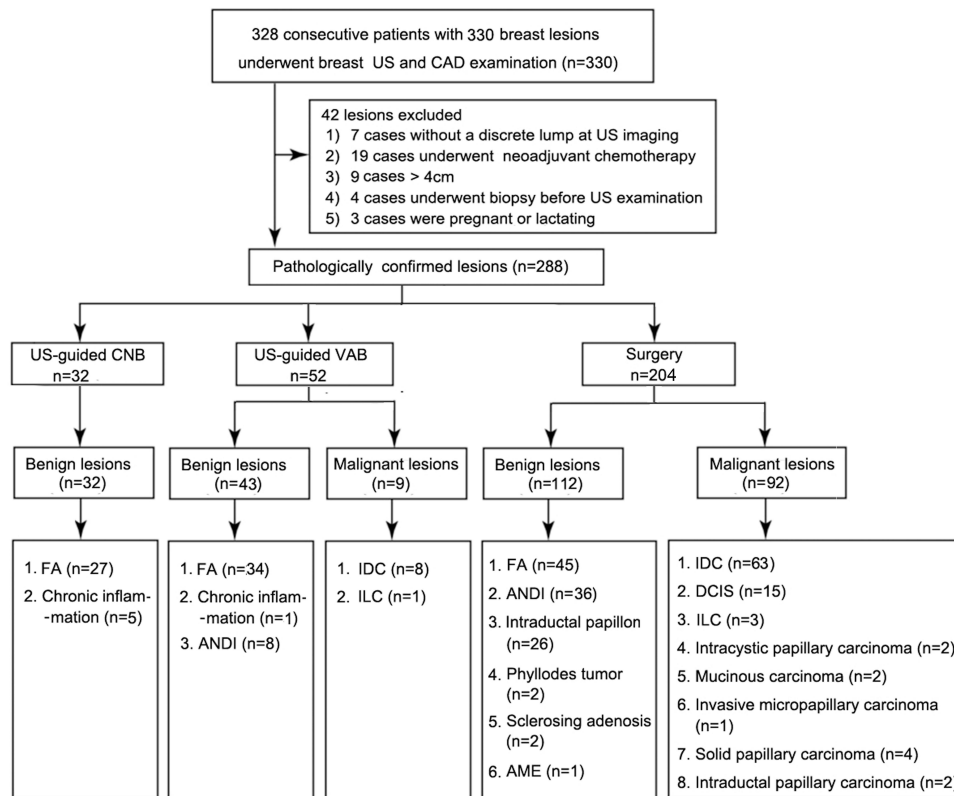 328 consecutive patients with 330 breast lesions
underwent breast US and CAD examination (n=330)
42 lesions excluded
1) 7 cases without a discrete lump at US imaging
2) 19 cases underwent neoadjuvant chemotherapy
3) 9 cases > 4cm
4) 4 cases underwent biopsy before US examination
5) 3 cases were pregnant or lactating
Pathologically confirmed lesions (n=288)
US-guided CNB
n=32
US-guided VAB
n=52
Surgery
n=204
Benign lesions
(n=32)
Benign lesions
(n=43)
Malignant lesions
(n=9)
Benign lesions
(n=112)
Malignant lesions
(n=92)
1. FA (n=27)
2. Chronic inflam-
-mation (n=5)
1. FA (n=34)
2. Chronic inflam-
-mation (n=1)
3. ANDI (n=8)
1. IDC (n=8)
2. ILC (n=1)
1. FA (n=45)
2. ANDI (n=36)
3. Intraductal papillon
(n=26)
4. Phyllodes tumor
(n=2)
5. Sclerosing adenosis
(n=2)
6. AME (n=1)
1. IDC (n=63)
2. DCIS (n=15)
3. ILC (n=3)
4. Intracystic papillary carcinoma (n=2)
5. Mucinous carcinoma (n=2)
6. Invasive micropapillary carcinoma
(n=1)
7. Solid papillary carcinoma (n=4)
8. Intraductal papillary carcinoma (n=2)